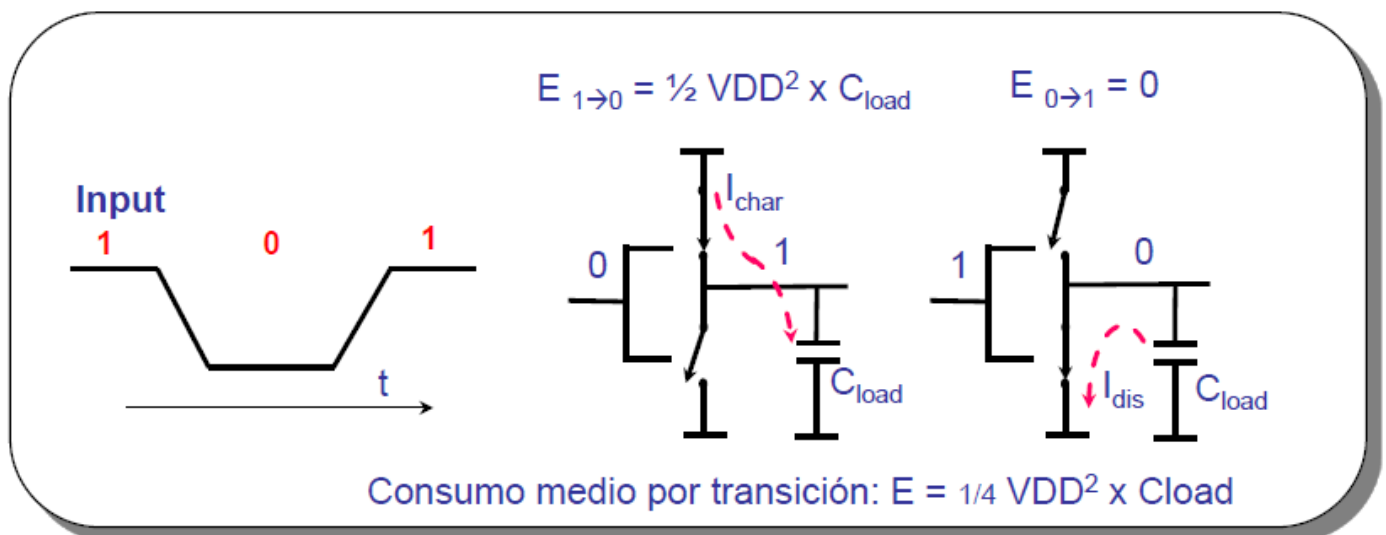 E 1→0 = ½ VDD² x Cload
E 0→1 = 0
Input
1 0 1
t
0
1
Ichar
Cload
1
0
Idis
Cload
Consumo medio por transición: E = 1/4 VDD² x Cload